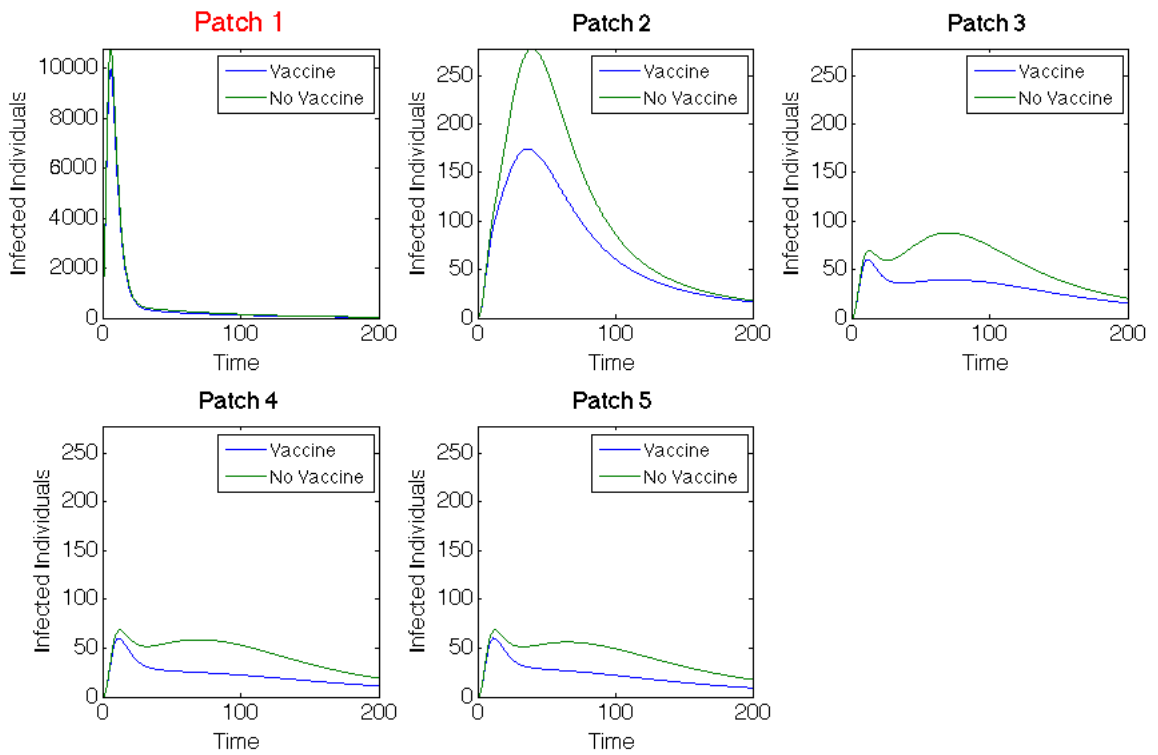 Patch 1
Infected Individuals
10000
8000
6000
4000
2000
0
0
100
200
Time
Vaccine
No Vaccine
Patch 2
Infected Individuals
250
200
150
100
50
0
0
100
200
Time
Vaccine
No Vaccine
Patch 3
Infected Individuals
250
200
150
100
50
0
0
100
200
Time
Vaccine
No Vaccine
Patch 4
Infected Individuals
250
200
150
100
50
0
0
100
200
Time
Vaccine
No Vaccine
Patch 5
Infected Individuals
250
200
150
100
50
0
0
100
200
Time
Vaccine
No Vaccine